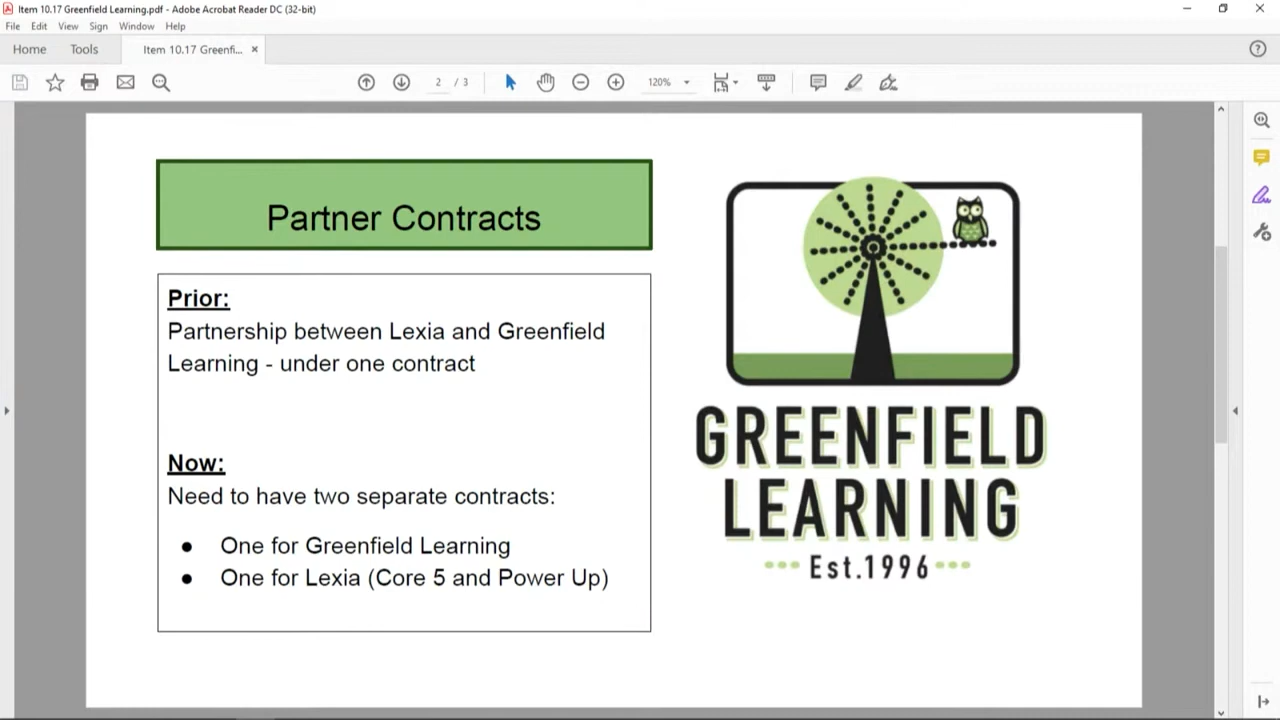 Item 10.17 Greenfield Learning.pdf - Adobe Acrobat Reader DC (32-bit)
File Edit View Sign Window Help
Home Tools Item 10.17 Greenfi... ×
2 / 3 120%
Partner Contracts
Prior:
Partnership between Lexia and Greenfield
Learning - under one contract
Now:
Need to have two separate contracts:
● One for Greenfield Learning
● One for Lexia (Core 5 and Power Up)
GREENFIELD
LEARNING
Est.1996